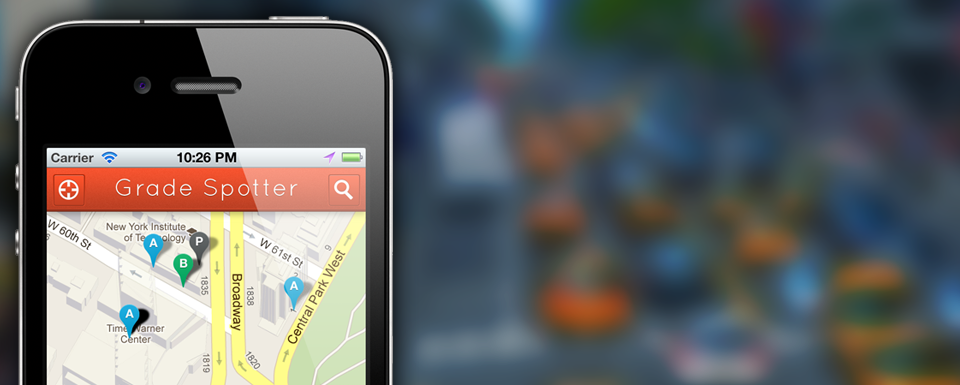 Carrier
10:26 PM
Grade Spotter
W 60th St
New York Institute
of Technology
A
P
B
W 61st St
9
A
1835
Broadway
1838
Central Park West
A
Time Warner
Center
1819
1820